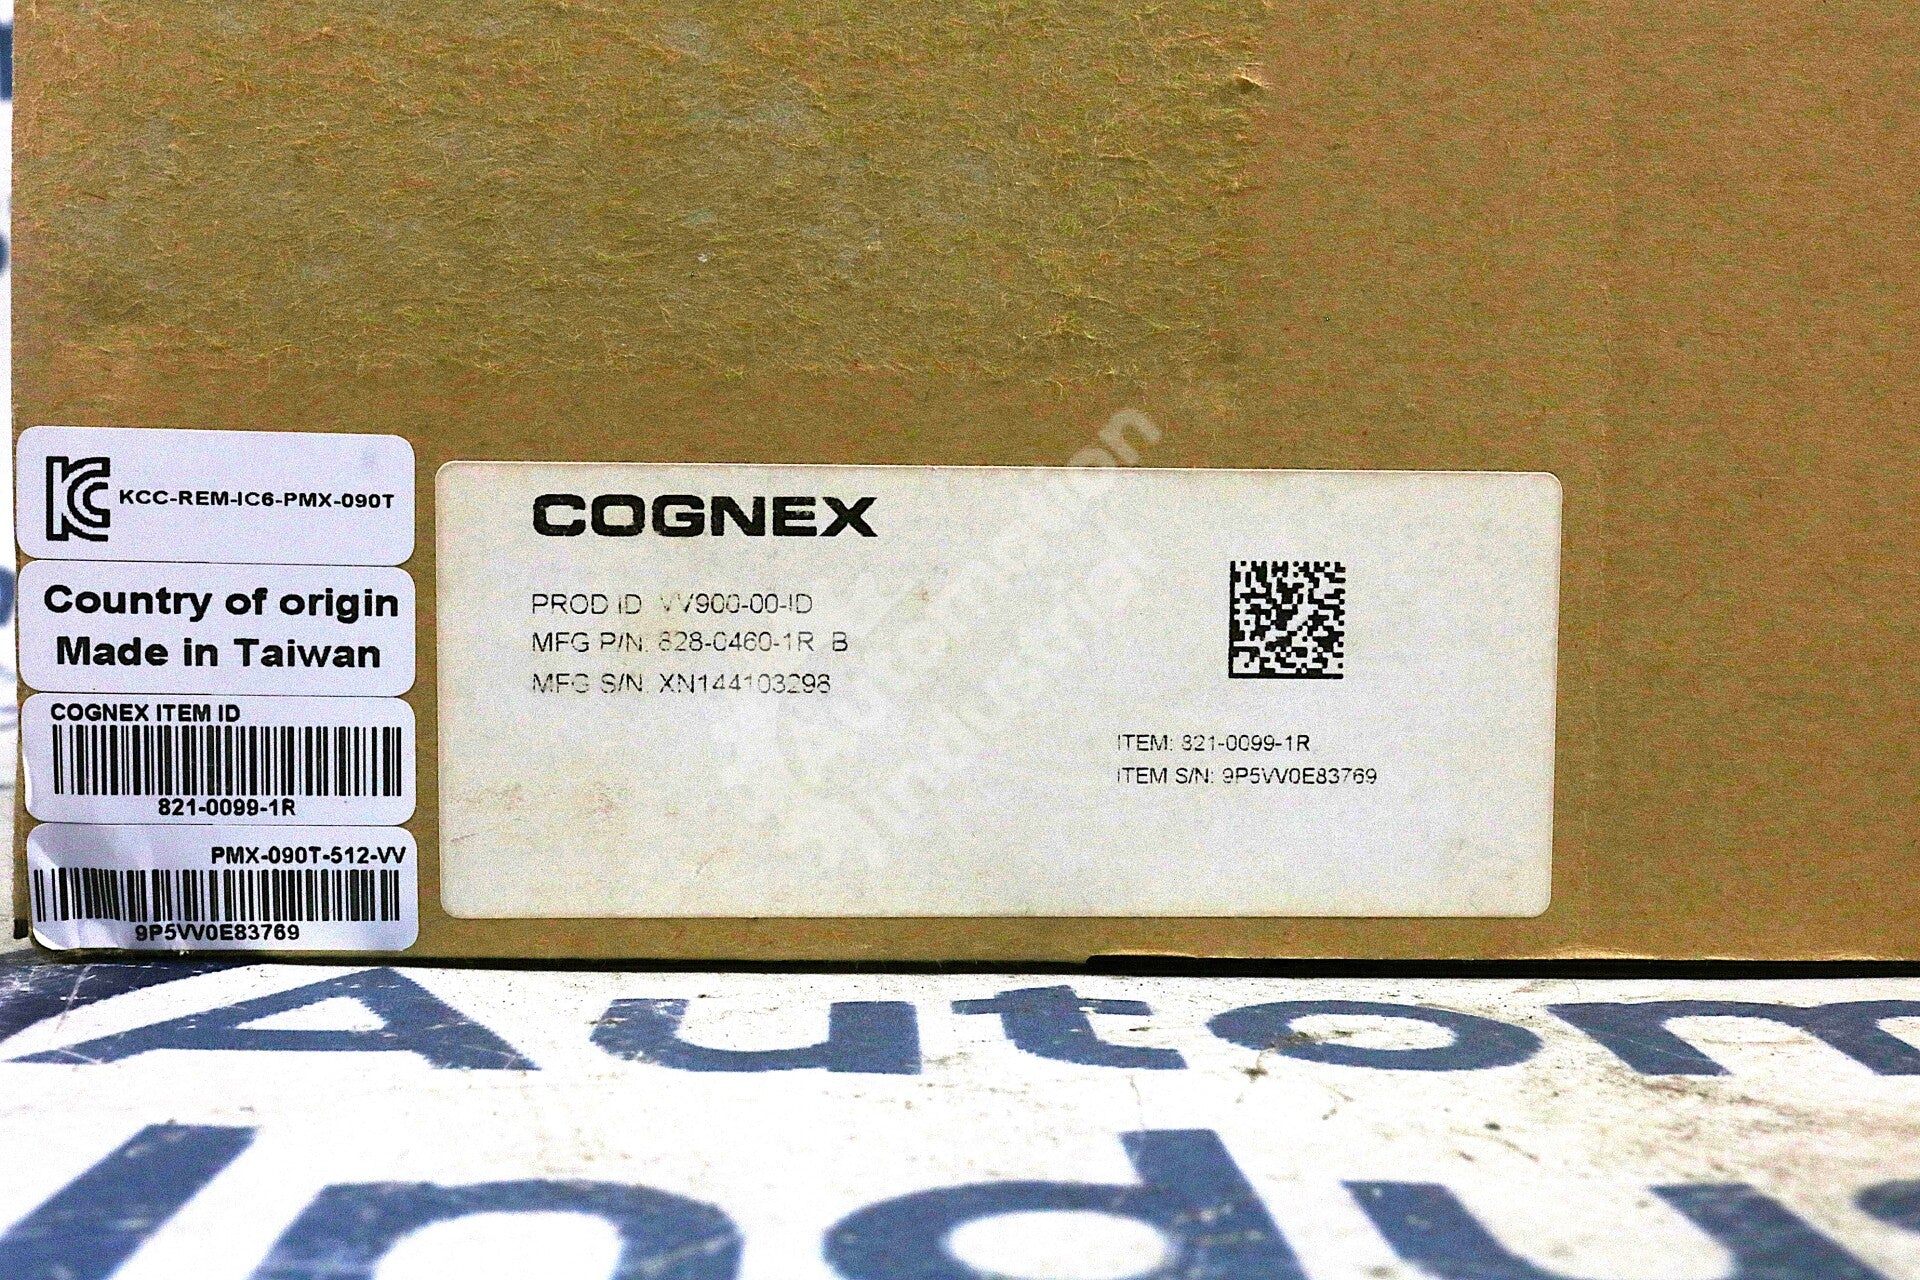 KCC-REM-IC6-PMX-090T
Country of origin
Made in Taiwan
COGNEX ITEM ID
821-0099-1R
PMX-090T-512-VV
9P5VV0E83769
COGNEX
PROD ID: VV900-00-ID
MFG P/N: 828-0460-1R B
MFG S/N: XN144103298
ITEM: 821-0099-1R
ITEM S/N: 9P5VV0E83769
Autom
Indus